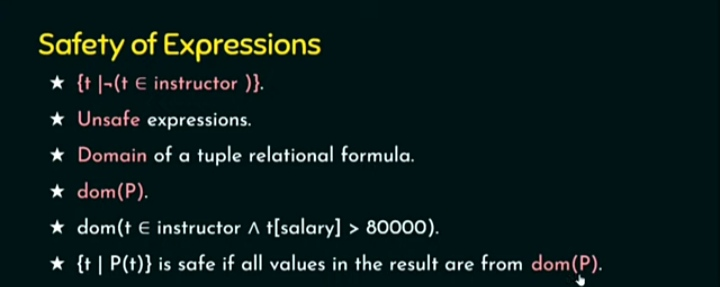 Safety of Expressions
★ {t |¬(t ∈ instructor )}.
★ Unsafe expressions.
★ Domain of a tuple relational formula.
★ dom(P).
★ dom(t ∈ instructor ∧ t[salary] > 80000).
★ {t | P(t)} is safe if all values in the result are from dom(P).